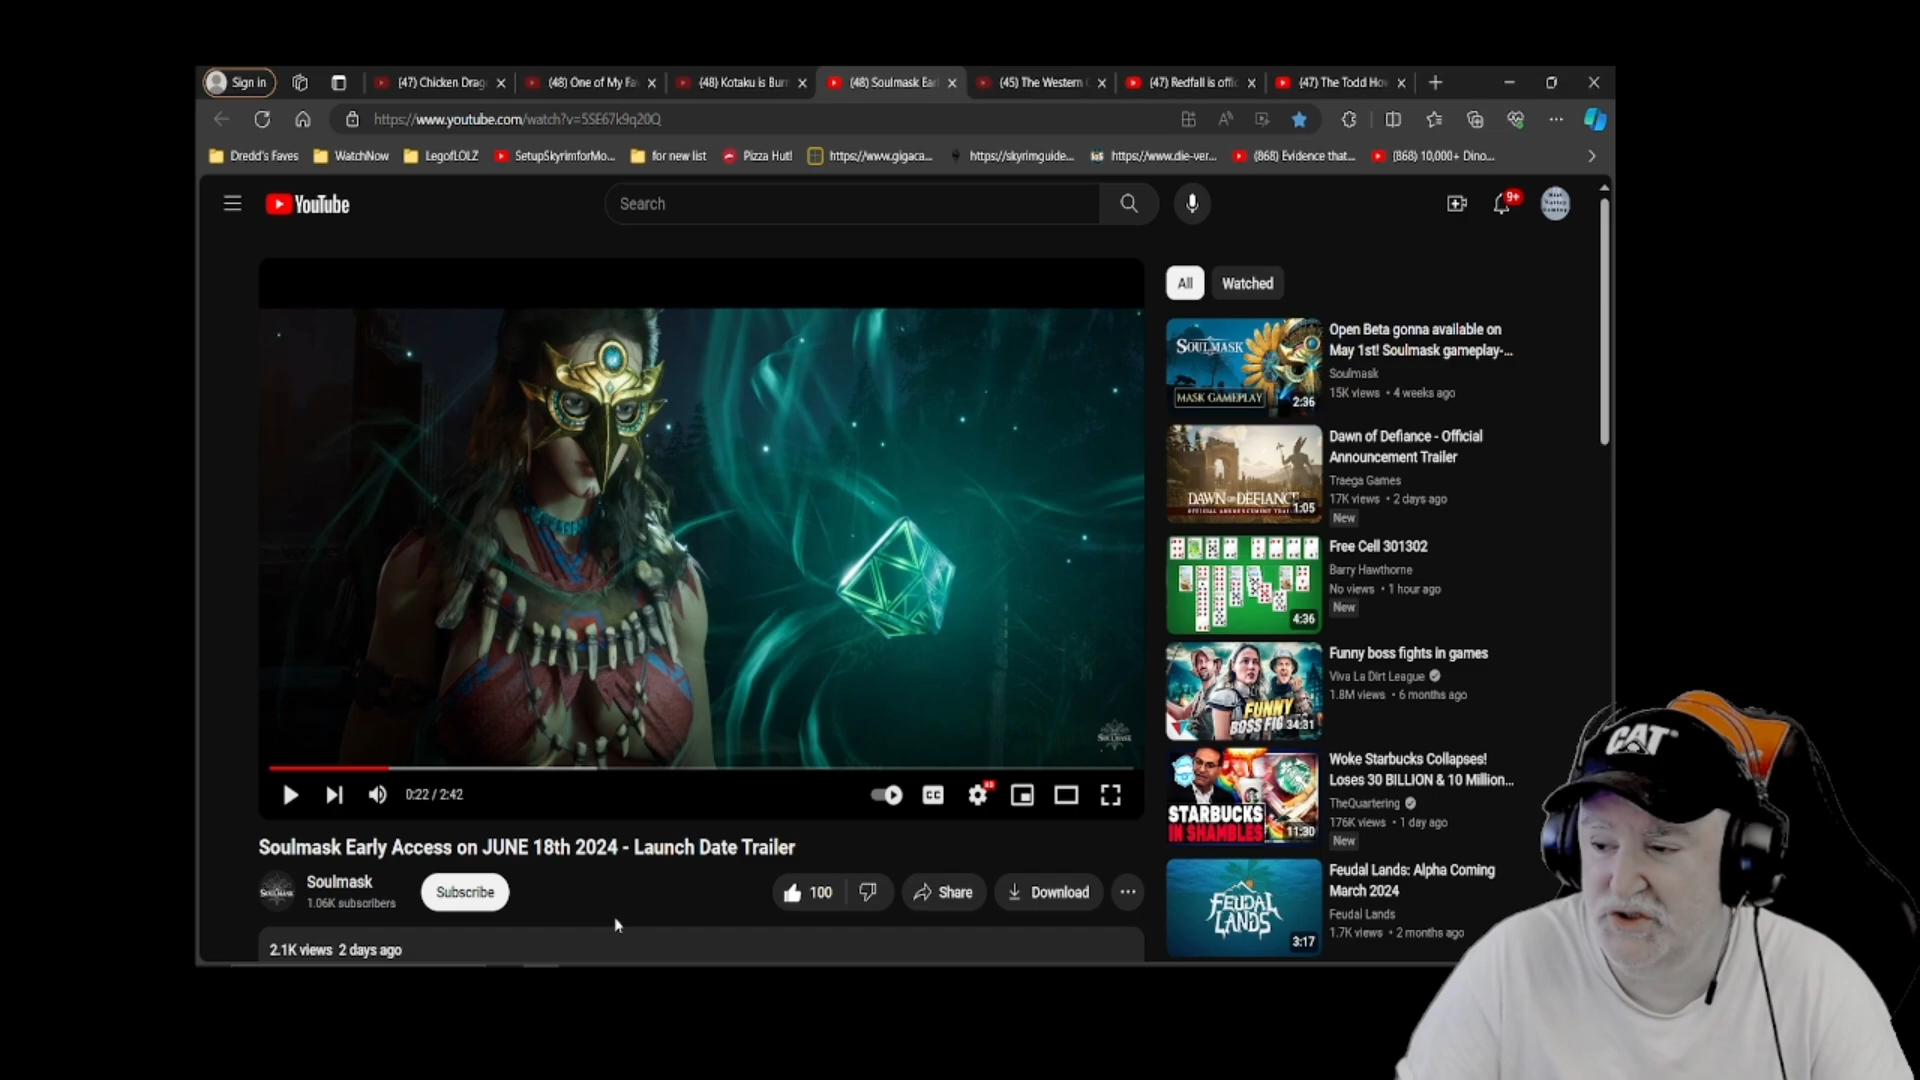 Sign in
(47) Chicken Drag
(48) One of My Fa
(48) Kotaku is Burr
(48) Soulmask Ear
(45) The Western
(47) Redfall is offic
(47) The Todd How
https://www.youtube.com/watch?v=5SE67k9q20Q
Dredd's Faves
WatchNow
LegofLOLZ
SetupSkyrimforMo...
for new list
Pizza Hut!
https://www.gigaca...
https://skyrimguide...
https://www.die-ver...
(868) Evidence that...
(868) 10,000+ Dino...
YouTube
Search
9+
All
Watched
SOULMASK
MASK GAMEPLAY
2:36
Open Beta gonna available on
May 1st! Soulmask gameplay-...
Soulmask
15K views • 4 weeks ago
DAWN OF DEFIANCE
1:05
Dawn of Defiance - Official
Announcement Trailer
Traega Games
17K views • 2 days ago
New
4:36
Free Cell 301302
Barry Hawthorne
No views • 1 hour ago
New
FUNNY
BOSS FIG
34:31
Funny boss fights in games
Viva La Dirt League
1.8M views • 6 months ago
STARBUCKS
IN SHAMBLES
11:30
Woke Starbucks Collapses!
Loses 30 BILLION & 10 Million...
TheQuartering
176K views • 1 day ago
New
FEUDAL
LANDS
3:17
Feudal Lands: Alpha Coming
March 2024
Feudal Lands
1.7K views • 2 months ago
SOULMASK
0:22 / 2:42
CC
Soulmask Early Access on JUNE 18th 2024 - Launch Date Trailer
Soulmask
1.06K subscribers
Subscribe
100
Share
Download
2.1K views 2 days ago
CAT